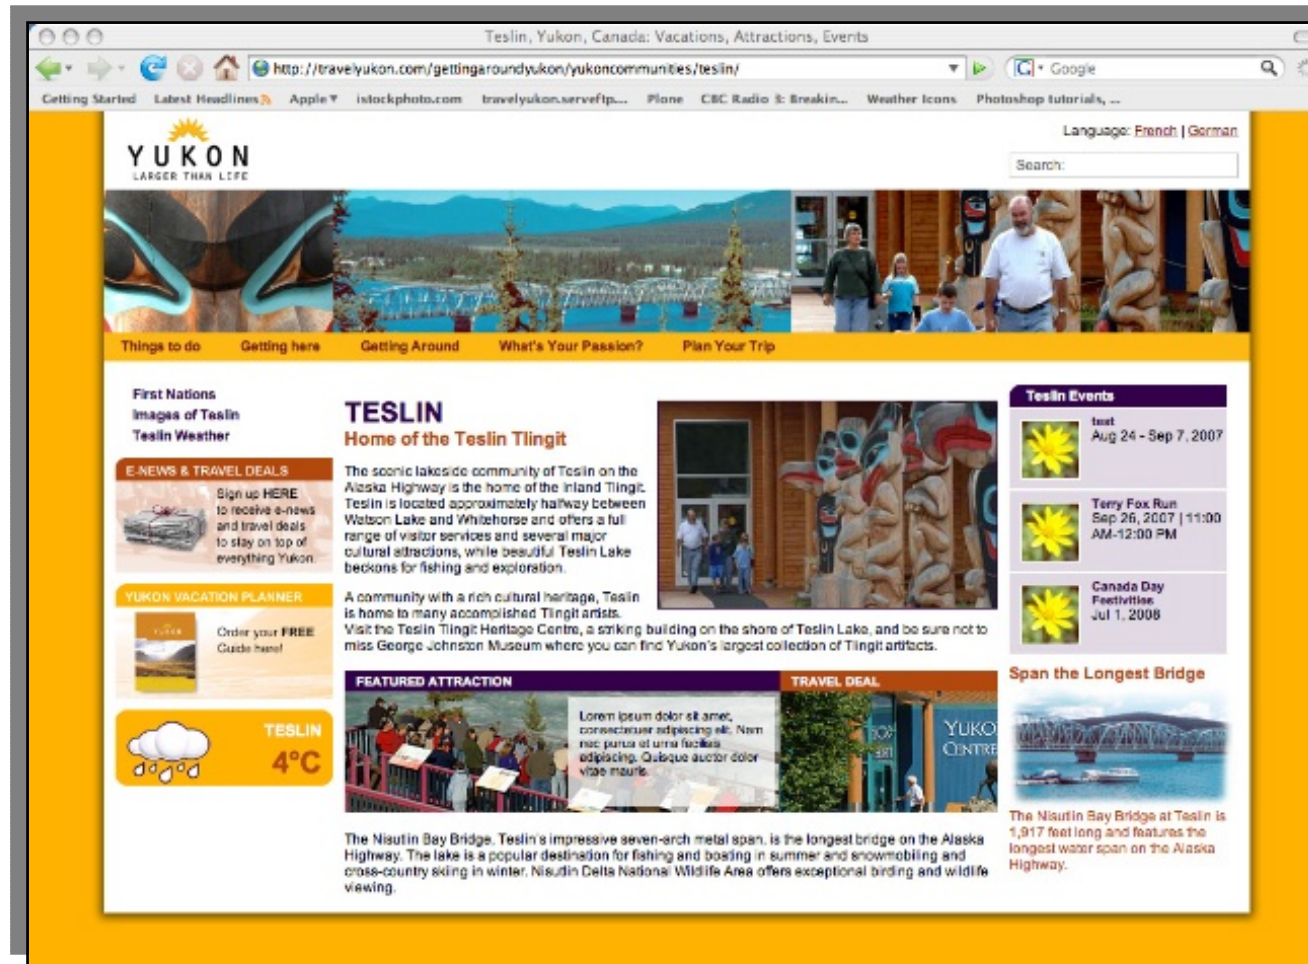 Teslin, Yukon, Canada: Vacations, Attractions, Events
http://travelyukon.com/gettingaroundyukon/yukoncommunities/teslin/
Google
Getting Started Latest Headlines Apple istockphoto.com travelyukon.serveftp... Plone CBC Radio 3: Breakin... Weather Icons Photoshop tutorials, ...
YUKON
LARGER THAN LIFE
Language: French | German
Search:
Things to do Getting here Getting Around What's Your Passion? Plan Your Trip
First Nations
Images of Teslin
Teslin Weather
E-NEWS & TRAVEL DEALS
Sign up HERE
to receive e-news
and travel deals
to stay on top of
everything Yukon.
YUKON VACATION PLANNER
YUKON
Order your FREE
Guide here!
TESLIN
4°C
TESLIN
Home of the Teslin Tlingit
The scenic lakeside community of Teslin on the
Alaska Highway is the home of the Inland Tlingit.
Teslin is located approximately halfway between
Watson Lake and Whitehorse and offers a full
range of visitor services and several major
cultural attractions, while beautiful Teslin Lake
beckons for fishing and exploration.
A community with a rich cultural heritage, Teslin
is home to many accomplished Tlingit artists.
Visit the Teslin Tlingit Heritage Centre, a striking building on the shore of Teslin Lake, and be sure not to
miss George Johnston Museum where you can find Yukon's largest collection of Tlingit artifacts.
FEATURED ATTRACTION
Lorem ipsum dolor sit amet,
consectetuer adipiscing elit. Nam
nec purus et urna facilisis
adipiscing. Quisque auctor dolor
vitae mauris.
TRAVEL DEAL
YUKO
CENTRE
The Nisutlin Bay Bridge, Teslin's impressive seven-arch metal span, is the longest bridge on the Alaska
Highway. The lake is a popular destination for fishing and boating in summer and snowmobiling and
cross-country skiing in winter. Nisutlin Delta National Wildlife Area offers exceptional birding and wildlife
viewing.
Teslin Events
test
Aug 24 - Sep 7, 2007
Terry Fox Run
Sep 26, 2007 | 11:00
AM-12:00 PM
Canada Day
Festivities
Jul 1, 2008
Span the Longest Bridge
The Nisutlin Bay Bridge at Teslin is
1,917 feet long and features the
longest water span on the Alaska
Highway.